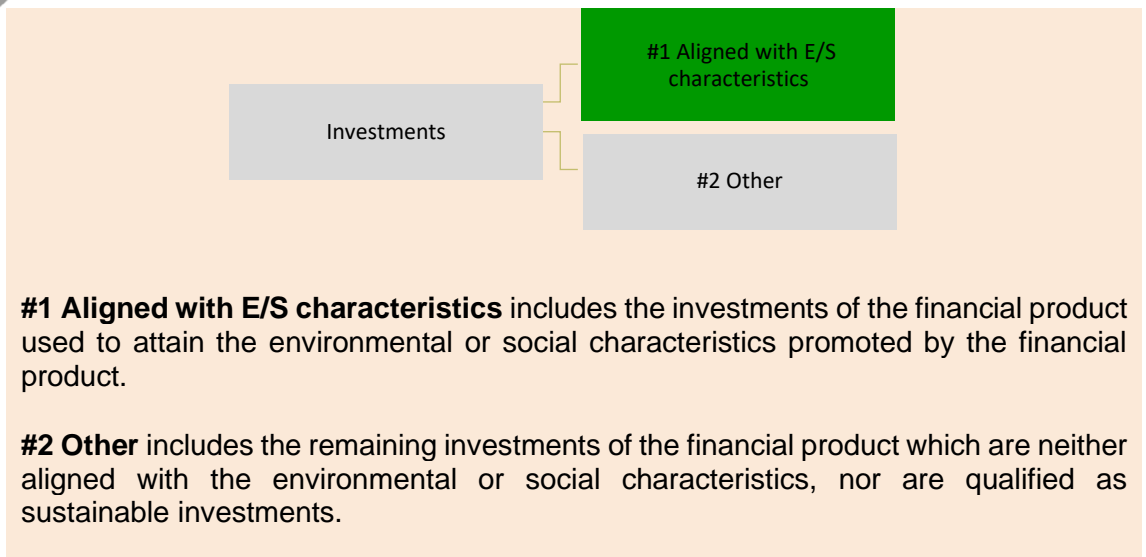 #1 Aligned with E/S
characteristics
Investments
#2 Other
#1 Aligned with E/S characteristics includes the investments of the financial product
used to attain the environmental or social characteristics promoted by the financial
product.
#2 Other includes the remaining investments of the financial product which are neither
aligned with the environmental or social characteristics, nor are qualified as
sustainable investments.